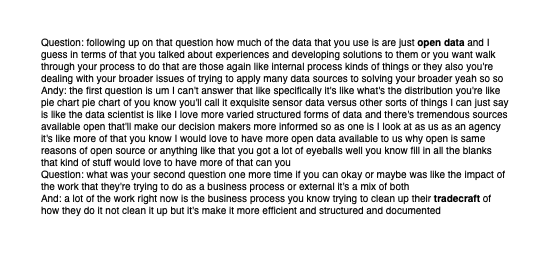 Question: following up on that question how much of the data that you use is are just open data and I
guess in terms of that you talked about experiences and developing solutions to them or you want walk
through your process to do that are those again like internal process kinds of things or they also you're
dealing with your broader issues of trying to apply many data sources to solving your broader yeah so so
Andy: the first question is um I can't answer that like specifically it's like what's the distribution you're like
pie chart pie chart of you know you'll call it exquisite sensor data versus other sorts of things I can just say
is like the data scientist is like I love more varied structured forms of data and there's tremendous sources
available open that'll make our decision makers more informed so as one is I look at as us as an agency
it's like more of that you know I would love to have more open data available to us why open is same
reasons of open source or anything like that you got a lot of eyeballs well you know fill in all the blanks
that kind of stuff would love to have more of that can you
Question: what was your second question one more time if you can okay or maybe was like the impact of
the work that they're trying to do as a business process or external it's a mix of both
And: a lot of the work right now is the business process you know trying to clean up their tradecraft of
how they do it not clean it up but it's make it more efficient and structured and documented